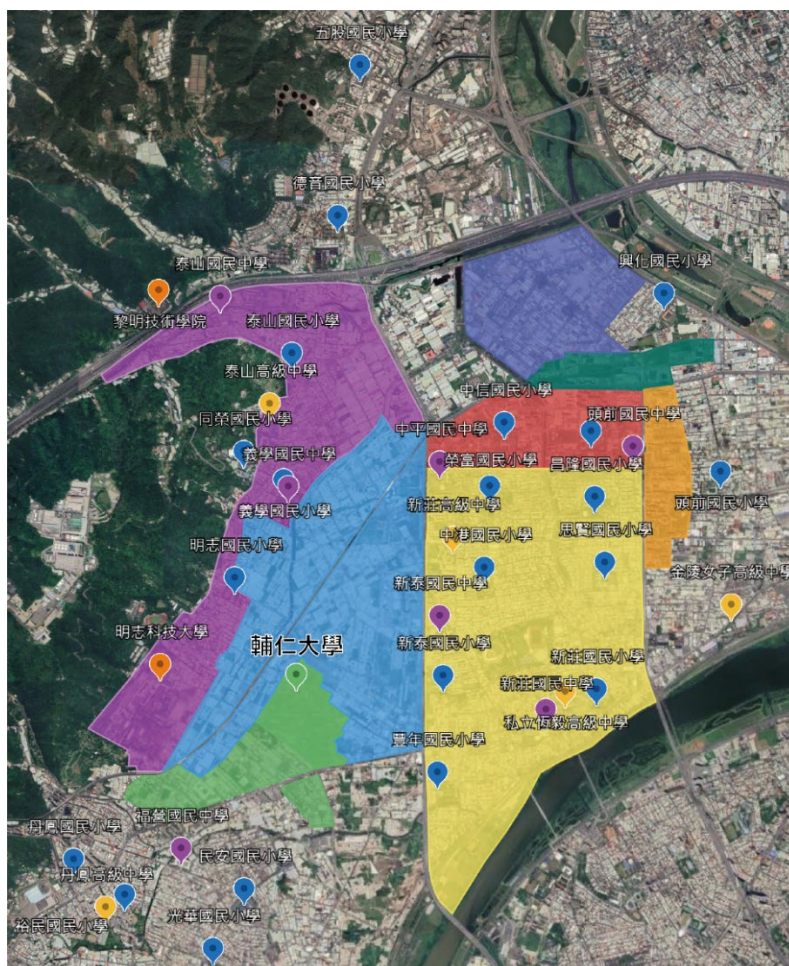 五股國民小學
德音國民小學
泰山國民中學
興化國民小學
黎明技術學院
泰山國民小學
泰山高級中學
中信國民小學
同榮國民小學
頭前國民中學
中平國民中學
義學國民中學
榮富國民小學
昌隆國民小學
頭前國民小學
義學國民小學
新莊高級中學
思賢國民小學
中港國民小學
明志國民小學
新泰國民中學
金陵女子高級中學
明志科技大學
輔仁大學
新泰國民小學
新莊國民小學
新莊國民中學
私立恆毅高級中學
豐年國民小學
福營國民中學
丹鳳國民小學
民安國民小學
丹鳳高級中學
裕民國民小學
光華國民小學